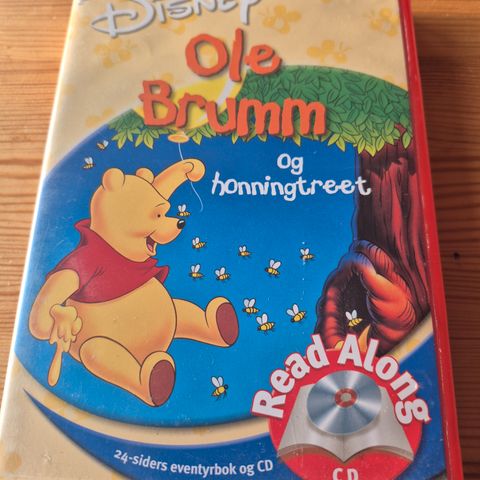 DISNEY
Ole
Brumm
Og
honningtreet
Read Along
CD
24-siders eventyrbok og CD